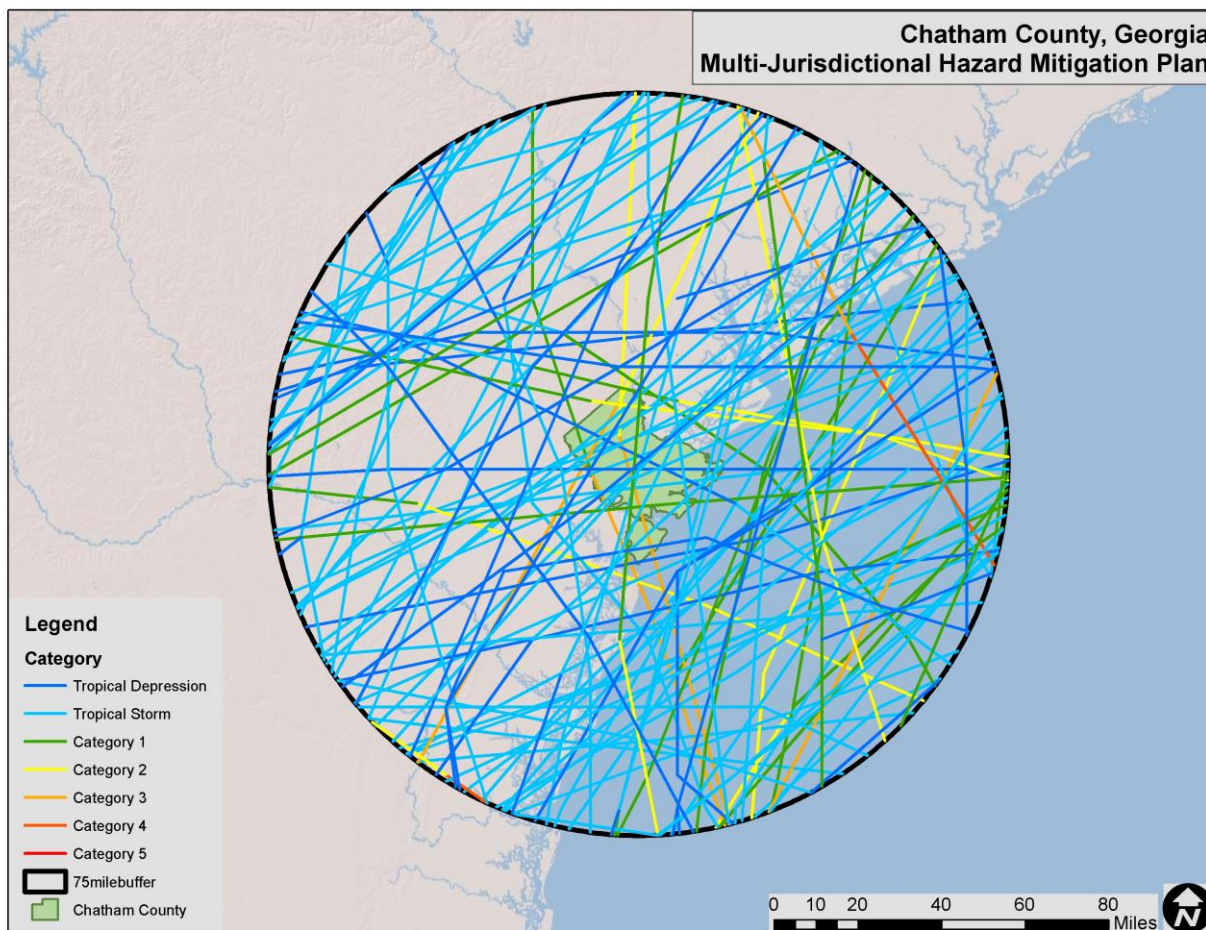 Chatham County, Georgia
Multi-Jurisdictional Hazard Mitigation Plan
Legend
Category
Tropical Depression
Tropical Storm
Category 1
Category 2
Category 3
Category 4
Category 5
75milebuffer
Chatham County
0 5 10 20 40 60 80
Miles
N